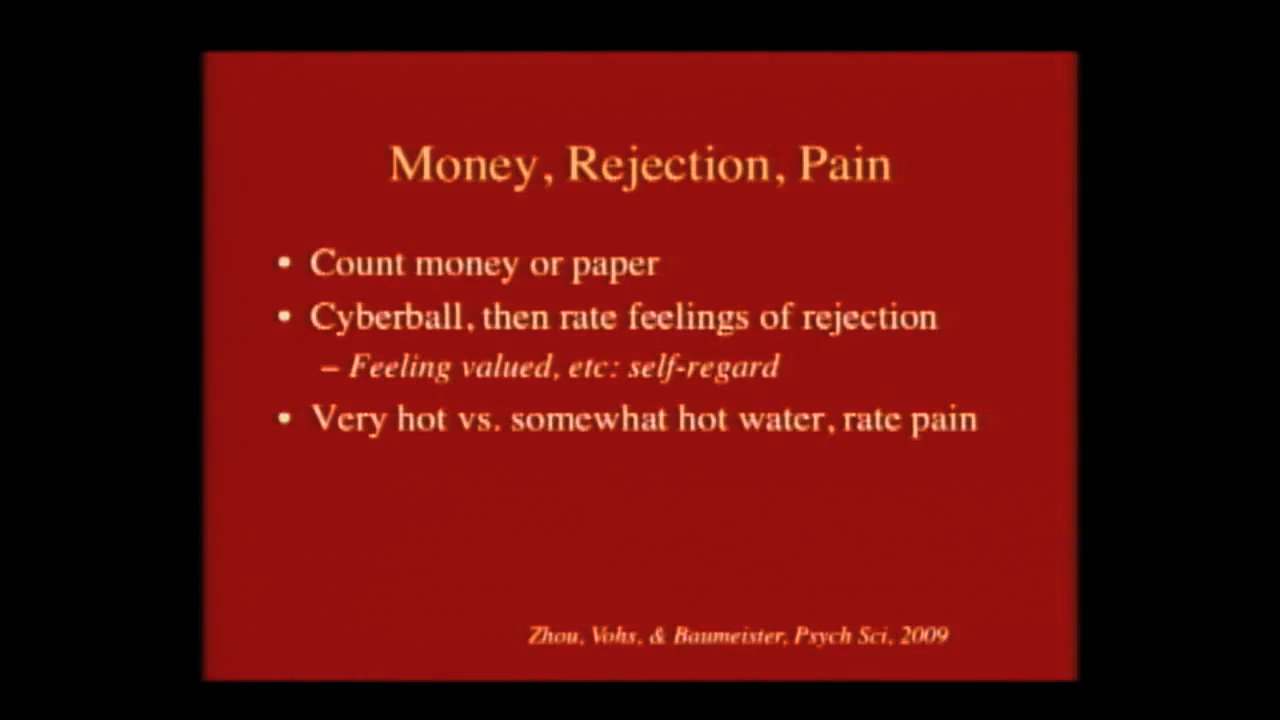 Money, Rejection, Pain
• Count money or paper
• Cyberball, then rate feelings of rejection
– Feeling valued, etc: self-regard
• Very hot vs. somewhat hot water, rate pain
Zhou, Vohs, & Baumeister, Psych Sci, 2009